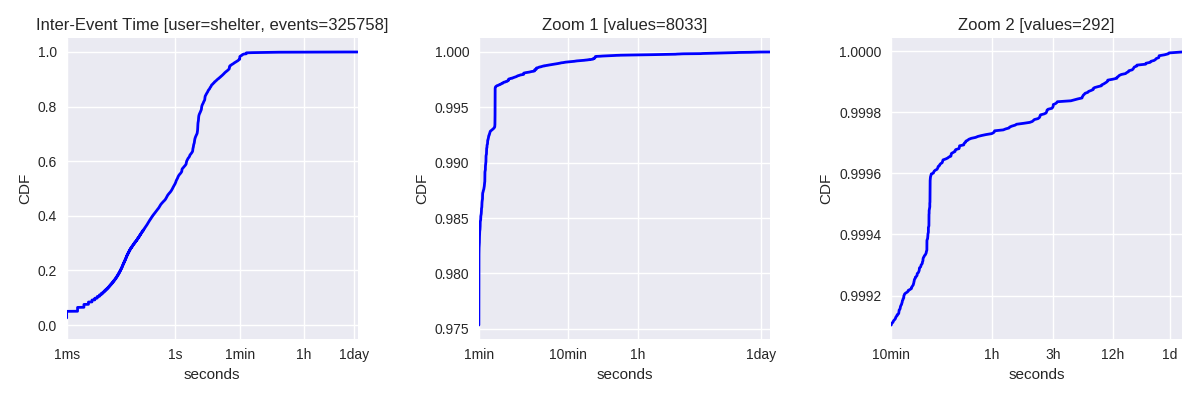 Inter-Event Time [user=shelter, events=325758]
CDF
1.0
0.8
0.6
0.4
0.2
0.0
1ms 1s 1min 1h 1day
seconds
Zoom 1 [values=8033]
CDF
1.000
0.995
0.990
0.985
0.980
0.975
1min 10min 1h 1day
seconds
Zoom 2 [values=292]
CDF
1.0000
0.9998
0.9996
0.9994
0.9992
10min 1h 3h 12h 1d
seconds